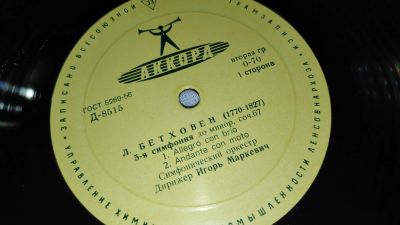 ЗАПИСАНО ВСЕСОЮЗНОЙ
ГРАМЗАПИСИ
АККОРД
вторая гр
0-70
1 сторона
ГОСТ 5289-56
Д-8515
Л. БЕТХОВЕН (1770-1827)
5-я симфония до минор, соч.67
1. Allegro con brio
2. Andante con moto
Симфонический оркестр
Дирижер Игорь Маркевич
УПРАВЛЕНИЕ ХИМИ
МЫШЛЕННОСТИ ЛЕНСОВНАРХОЗА